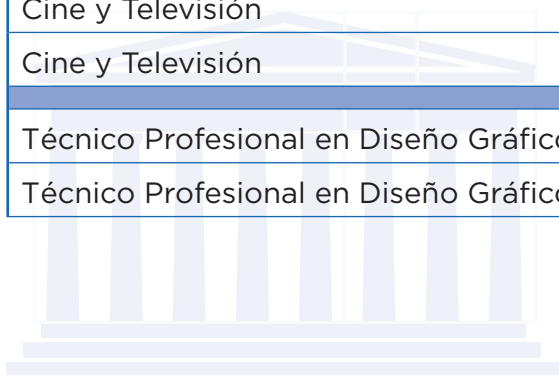 Cine y Televisión
Cine y Televisión
Técnico Profesional en Diseño Gráfico
Técnico Profesional en Diseño Gráfico